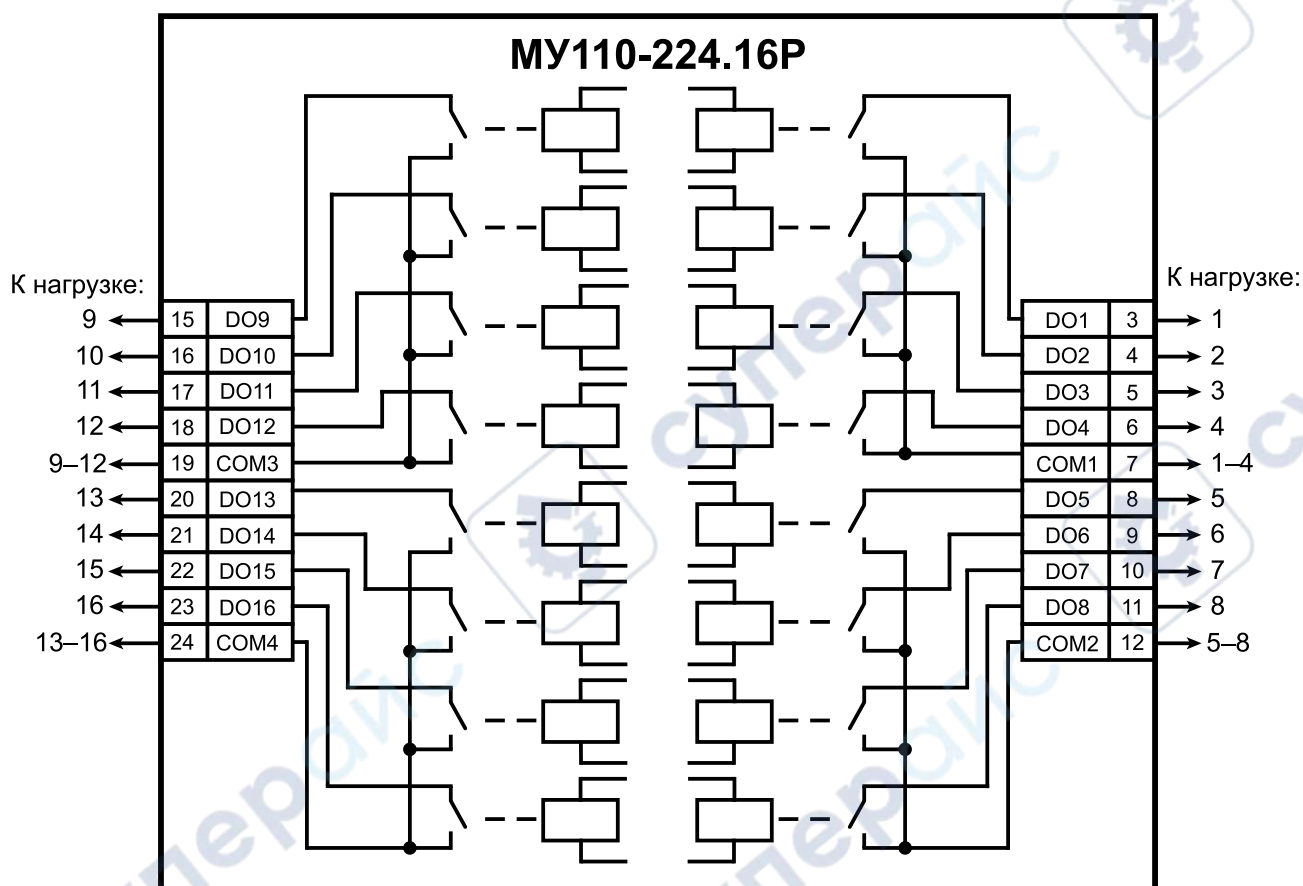 МУ110-224.16Р
К нагрузке:
9 15 DO9
10 16 DO10
11 17 DO11
12 18 DO12
9–12 19 COM3
13 20 DO13
14 21 DO14
15 22 DO15
16 23 DO16
13–16 24 COM4
К нагрузке:
DO1 3 1
DO2 4 2
DO3 5 3
DO4 6 4
COM1 7 1–4
DO5 8 5
DO6 9 6
DO7 10 7
DO8 11 8
COM2 12 5–8
суперайс